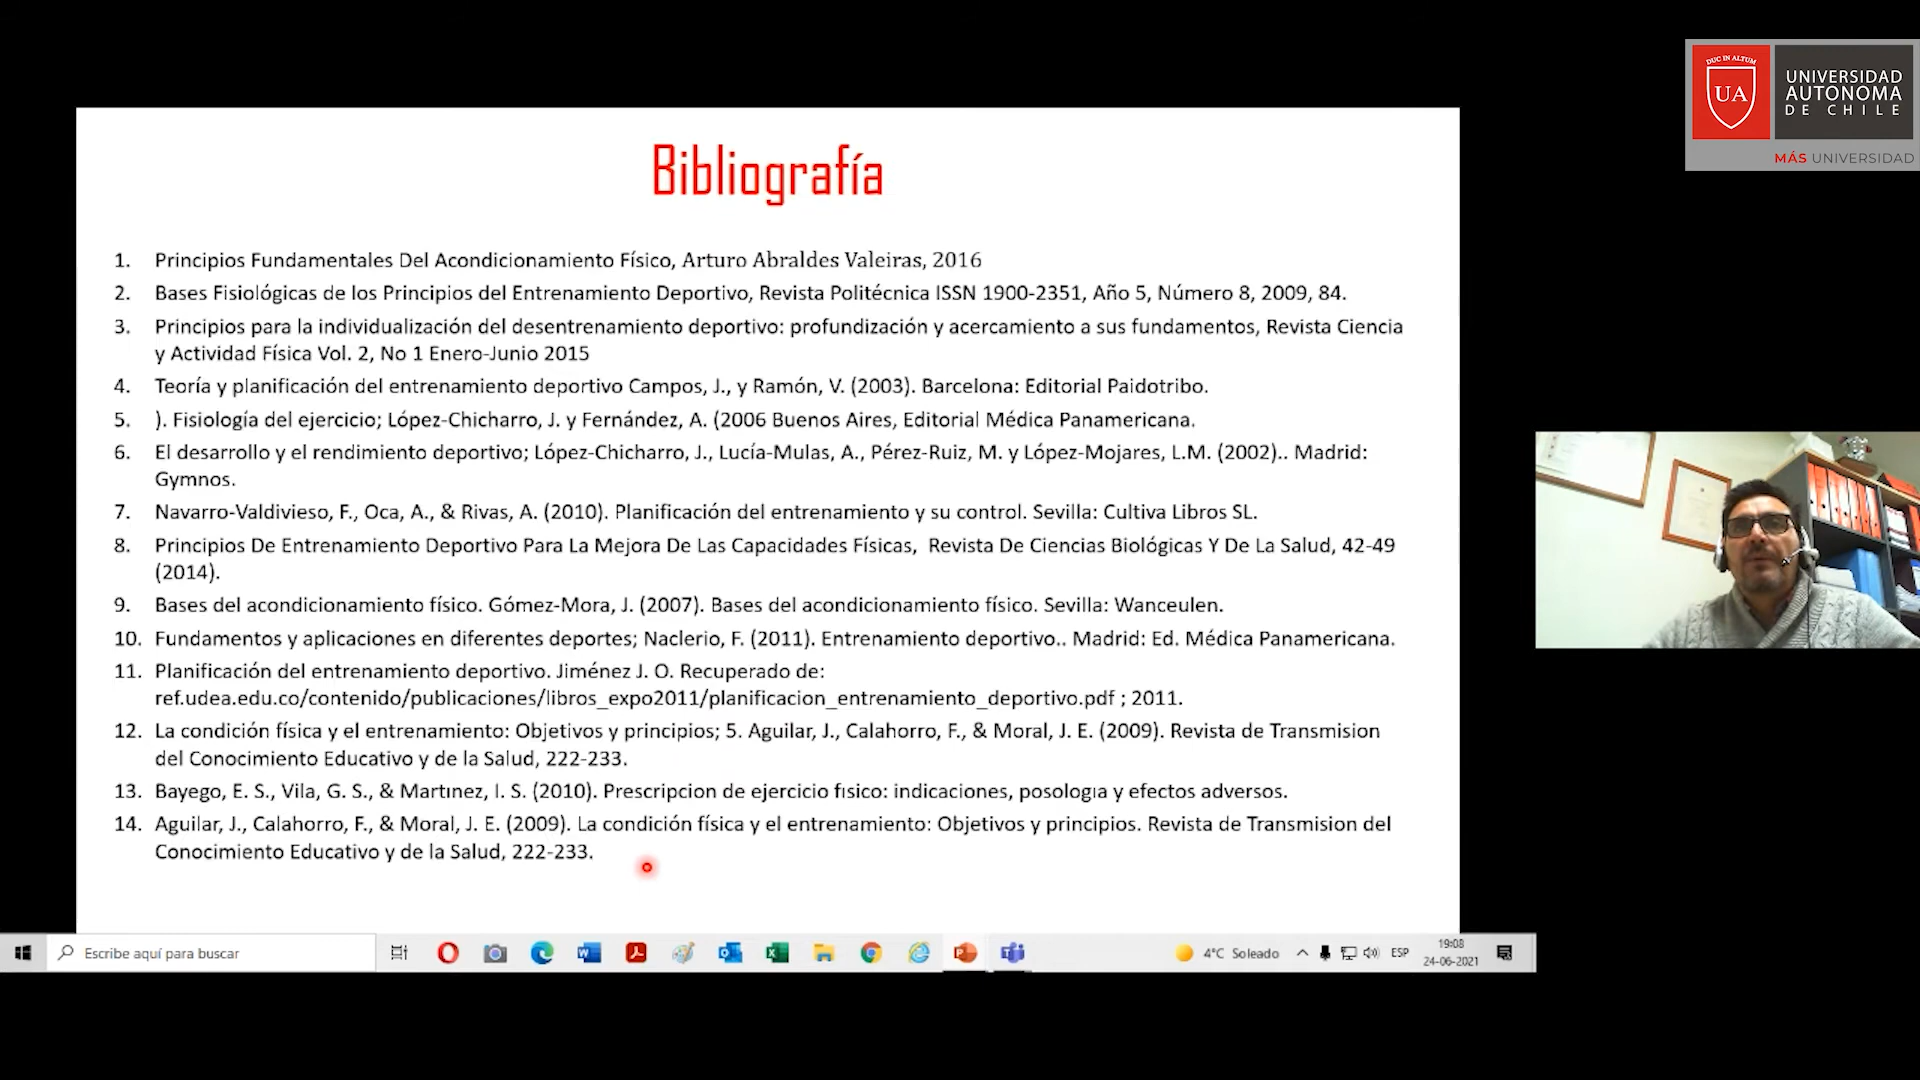 DUC IN ALTUM
UA
UNIVERSIDAD
AUTONOMA
DE CHILE
MÁS UNIVERSIDAD
Bibliografía
1. Principios Fundamentales Del Acondicionamiento Físico, Arturo Abraldes Valeiras, 2016
2. Bases Fisiológicas de los Principios del Entrenamiento Deportivo, Revista Politécnica ISSN 1900-2351, Año 5, Número 8, 2009, 84.
3. Principios para la individualización del desentrenamiento deportivo: profundización y acercamiento a sus fundamentos, Revista Ciencia
y Actividad Física Vol. 2, No 1 Enero-Junio 2015
4. Teoría y planificación del entrenamiento deportivo Campos, J., y Ramón, V. (2003). Barcelona: Editorial Paidotribo.
5. ). Fisiología del ejercicio; López-Chicharro, J. y Fernández, A. (2006 Buenos Aires, Editorial Médica Panamericana.
6. El desarrollo y el rendimiento deportivo; López-Chicharro, J., Lucía-Mulas, A., Pérez-Ruiz, M. y López-Mojares, L.M. (2002).. Madrid:
Gymnos.
7. Navarro-Valdivieso, F., Oca, A., & Rivas, A. (2010). Planificación del entrenamiento y su control. Sevilla: Cultiva Libros SL.
8. Principios De Entrenamiento Deportivo Para La Mejora De Las Capacidades Físicas, Revista De Ciencias Biológicas Y De La Salud, 42-49
(2014).
9. Bases del acondicionamiento físico. Gómez-Mora, J. (2007). Bases del acondicionamiento físico. Sevilla: Wanceulen.
10. Fundamentos y aplicaciones en diferentes deportes; Naclerio, F. (2011). Entrenamiento deportivo.. Madrid: Ed. Médica Panamericana.
11. Planificación del entrenamiento deportivo. Jiménez J. O. Recuperado de:
ref.udea.edu.co/contenido/publicaciones/libros_expo2011/planificacion_entrenamiento_deportivo.pdf ; 2011.
12. La condición física y el entrenamiento: Objetivos y principios; 5. Aguilar, J., Calahorro, F., & Moral, J. E. (2009). Revista de Transmision
del Conocimiento Educativo y de la Salud, 222-233.
13. Bayego, E. S., Vila, G. S., & Martınez, I. S. (2010). Prescripcion de ejercicio fısico: indicaciones, posologıa y efectos adversos.
14. Aguilar, J., Calahorro, F., & Moral, J. E. (2009). La condición física y el entrenamiento: Objetivos y principios. Revista de Transmision del
Conocimiento Educativo y de la Salud, 222-233.
Escribe aquí para buscar
4°C Soleado
ESP
19:08
24-06-2021